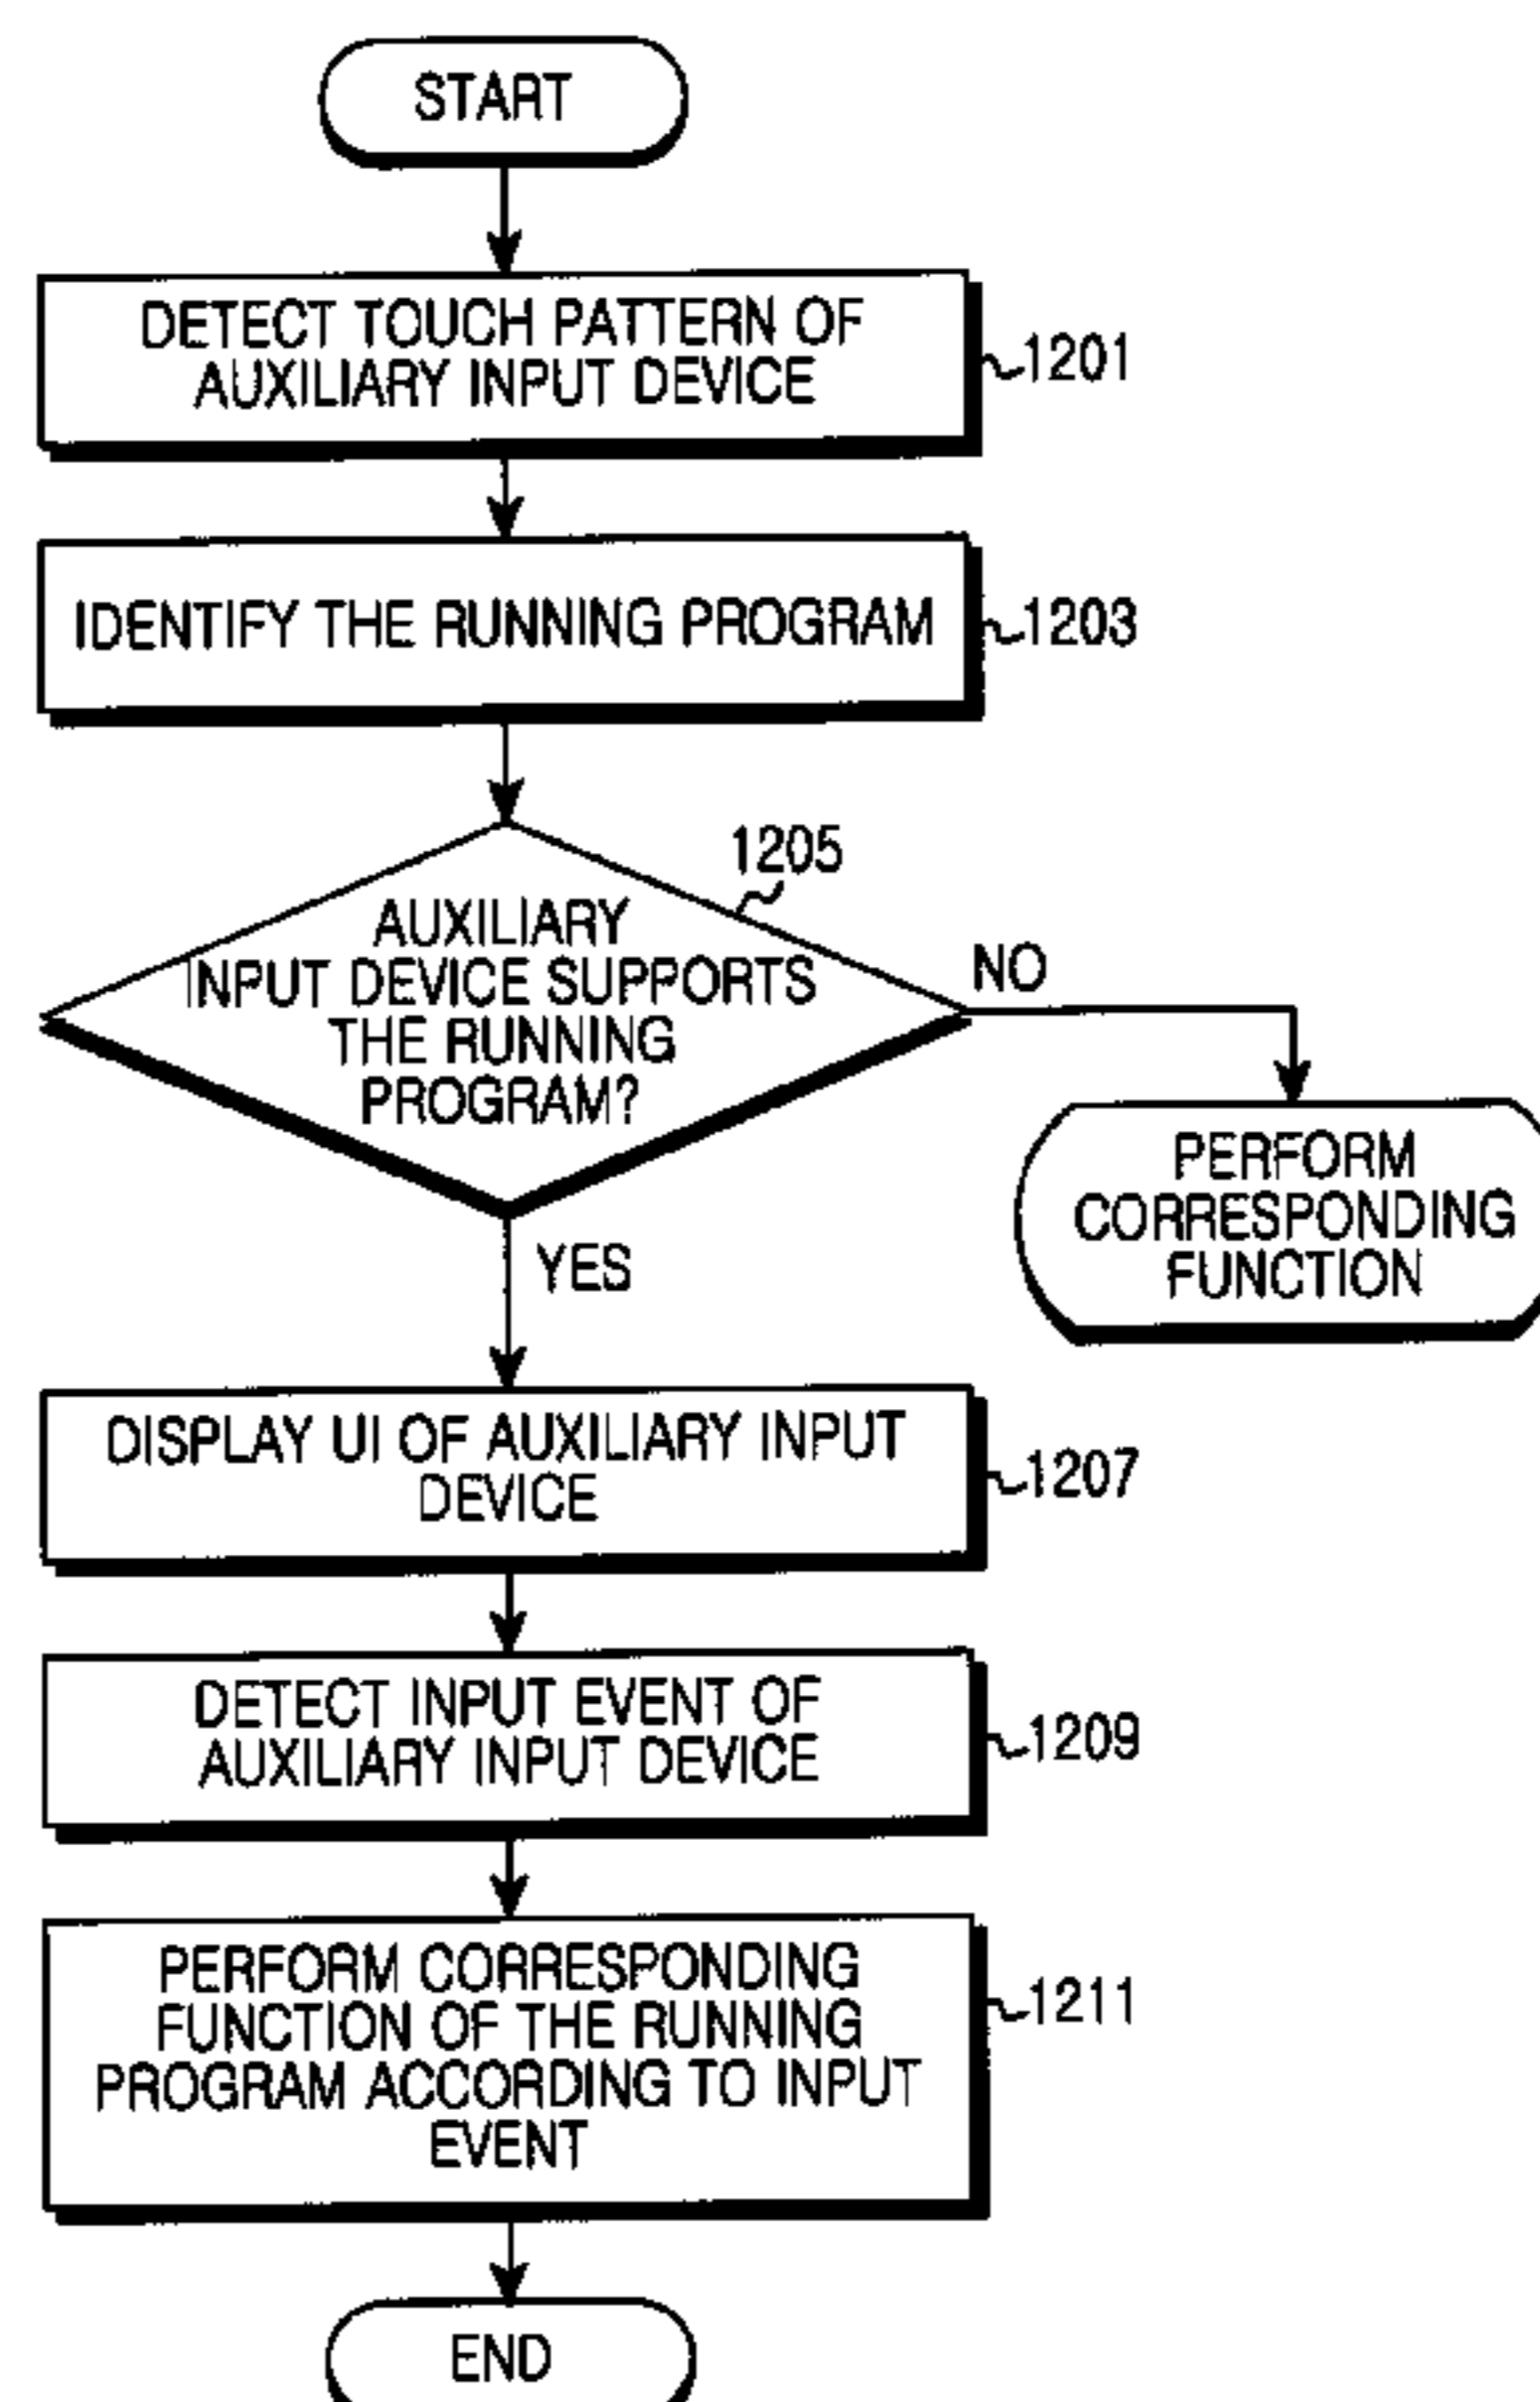 START
DETECT TOUCH PATTERN OF
AUXILIARY INPUT DEVICE
1201
IDENTIFY THE RUNNING PROGRAM
1203
1205
AUXILIARY
INPUT DEVICE SUPPORTS
THE RUNNING
PROGRAM?
NO
PERFORM
CORRESPONDING
FUNCTION
YES
DISPLAY UI OF AUXILIARY INPUT
DEVICE
1207
DETECT INPUT EVENT OF
AUXILIARY INPUT DEVICE
1209
PERFORM CORRESPONDING
FUNCTION OF THE RUNNING
PROGRAM ACCORDING TO INPUT
EVENT
1211
END